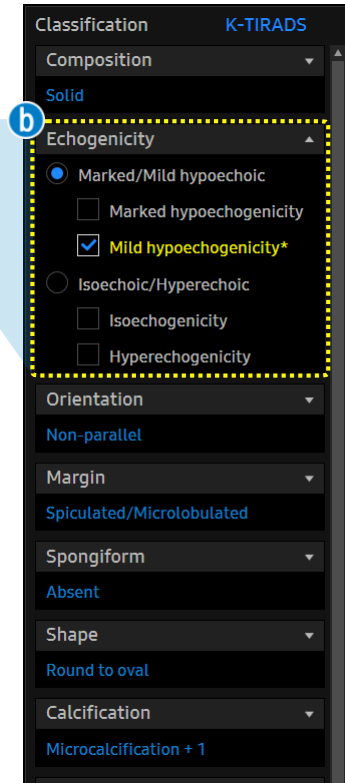 Classification K-TIRADS
Composition
Solid
b
Echogenicity
Marked/Mild hypoechoic
Marked hypoechogenicity
Mild hypoechogenicity*
Isoechoic/Hyperechoic
Isoechogenicity
Hyperechogenicity
Orientation
Non-parallel
Margin
Spiculated/Microlobulated
Spongiform
Absent
Shape
Round to oval
Calcification
Microcalcification + 1